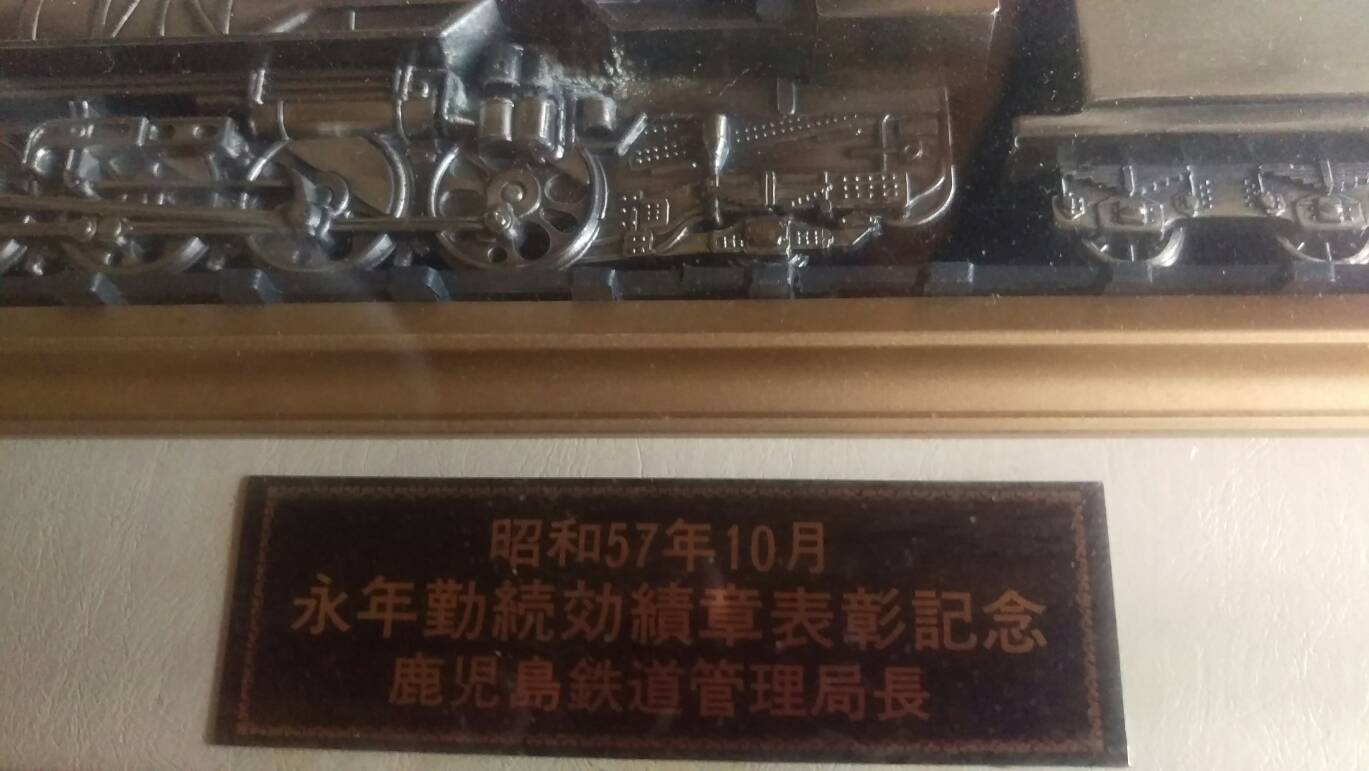 昭和57年10月
永年勤続効績章表彰記念
鹿児島鉄道管理局長